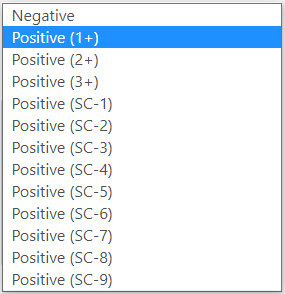 Negative
Positive (1+)
Positive (2+)
Positive (3+)
Positive (SC-1)
Positive (SC-2)
Positive (SC-3)
Positive (SC-4)
Positive (SC-5)
Positive (SC-6)
Positive (SC-7)
Positive (SC-8)
Positive (SC-9)